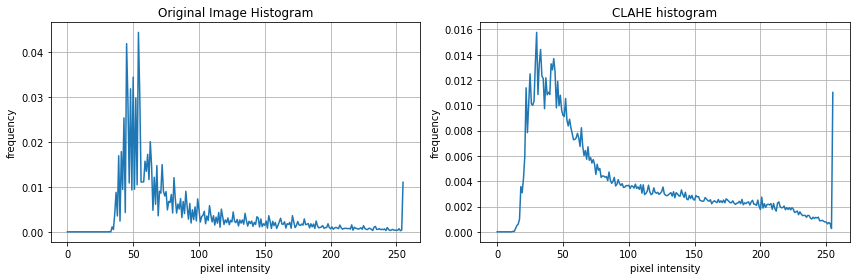 Original Image Histogram
frequency
0.04
0.03
0.02
0.01
0.00
0 50 100 150 200 250
pixel intensity
CLAHE histogram
frequency
0.016
0.014
0.012
0.010
0.008
0.006
0.004
0.002
0.000
0 50 100 150 200 250
pixel intensity